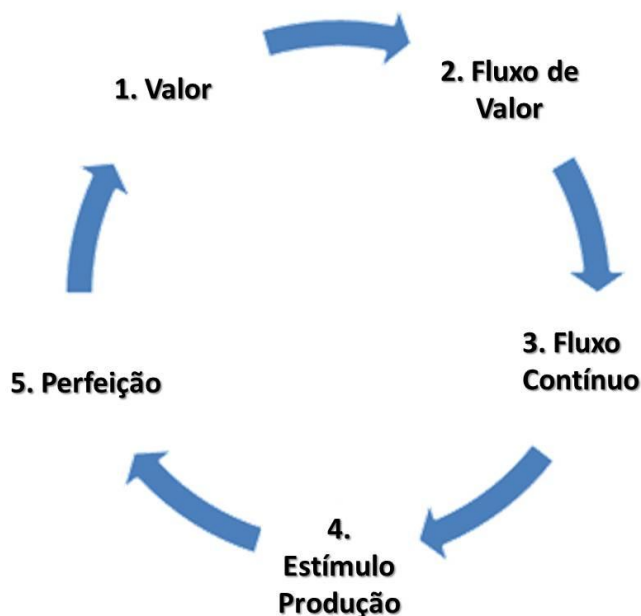 1. Valor
2. Fluxo de
Valor
3. Fluxo
Contínuo
4.
Estímulo
Produção
5. Perfeição